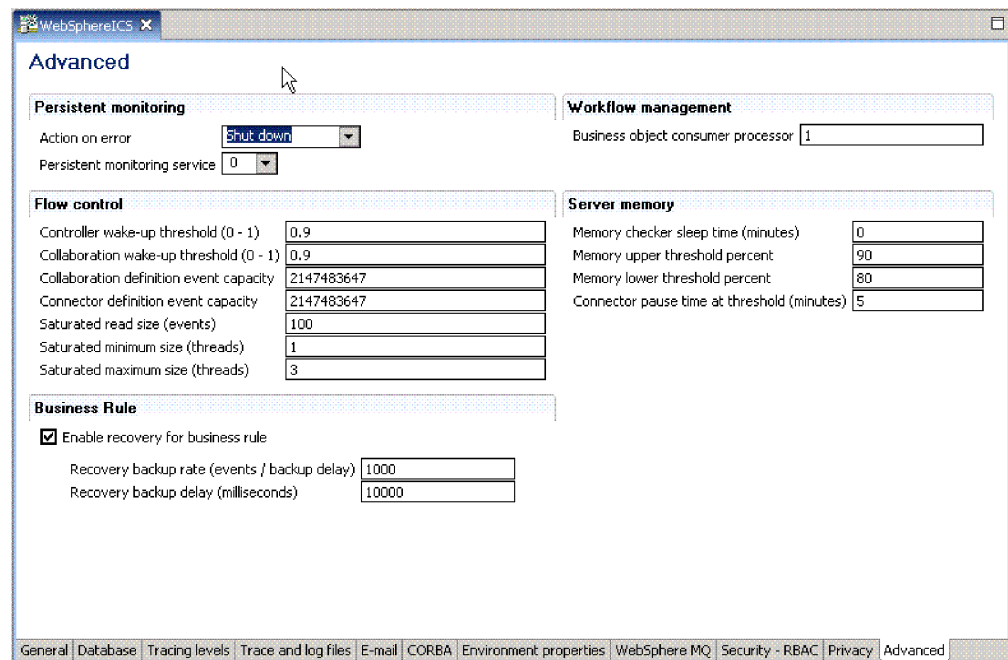 WebSphereICS
Advanced
Persistent monitoring
Action on error Shut down
Persistent monitoring service 0
Workflow management
Business object consumer processor 1
Flow control
Controller wake-up threshold (0 - 1) 0.9
Collaboration wake-up threshold (0 - 1) 0.9
Collaboration definition event capacity 2147483647
Connector definition event capacity 2147483647
Saturated read size (events) 100
Saturated minimum size (threads) 1
Saturated maximum size (threads) 3
Server memory
Memory checker sleep time (minutes) 0
Memory upper threshold percent 90
Memory lower threshold percent 80
Connector pause time at threshold (minutes) 5
Business Rule
Enable recovery for business rule
Recovery backup rate (events / backup delay) 1000
Recovery backup delay (milliseconds) 10000
General Database Tracing levels Trace and log files E-mail CORBA Environment properties WebSphere MQ Security - RBAC Privacy Advanced